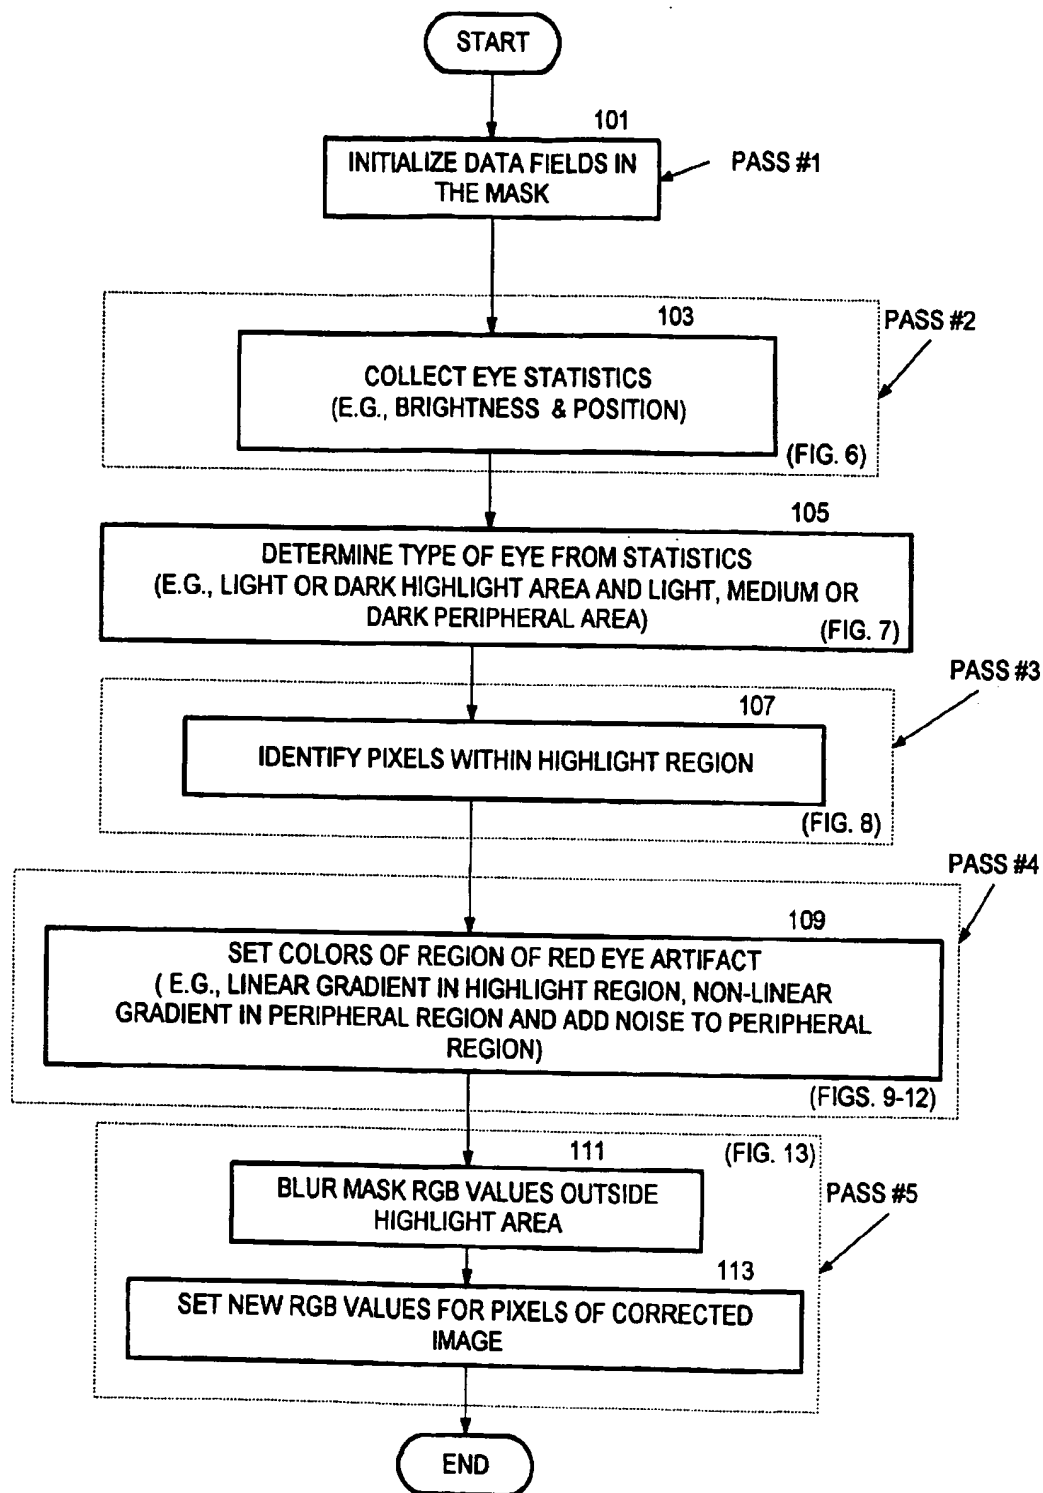 START
101
INITIALIZE DATA FIELDS IN
THE MASK
PASS #1
103
PASS #2
COLLECT EYE STATISTICS
(E.G., BRIGHTNESS & POSITION)
(FIG. 6)
105
DETERMINE TYPE OF EYE FROM STATISTICS
(E.G., LIGHT OR DARK HIGHLIGHT AREA AND LIGHT, MEDIUM OR
DARK PERIPHERAL AREA)
(FIG. 7)
PASS #3
107
IDENTIFY PIXELS WITHIN HIGHLIGHT REGION
(FIG. 8)
PASS #4
109
SET COLORS OF REGION OF RED EYE ARTIFACT
( E.G., LINEAR GRADIENT IN HIGHLIGHT REGION, NON-LINEAR
GRADIENT IN PERIPHERAL REGION AND ADD NOISE TO PERIPHERAL
REGION)
(FIGS. 9-12)
111
(FIG. 13)
BLUR MASK RGB VALUES OUTSIDE
HIGHLIGHT AREA
PASS #5
113
SET NEW RGB VALUES FOR PIXELS OF CORRECTED
IMAGE
END